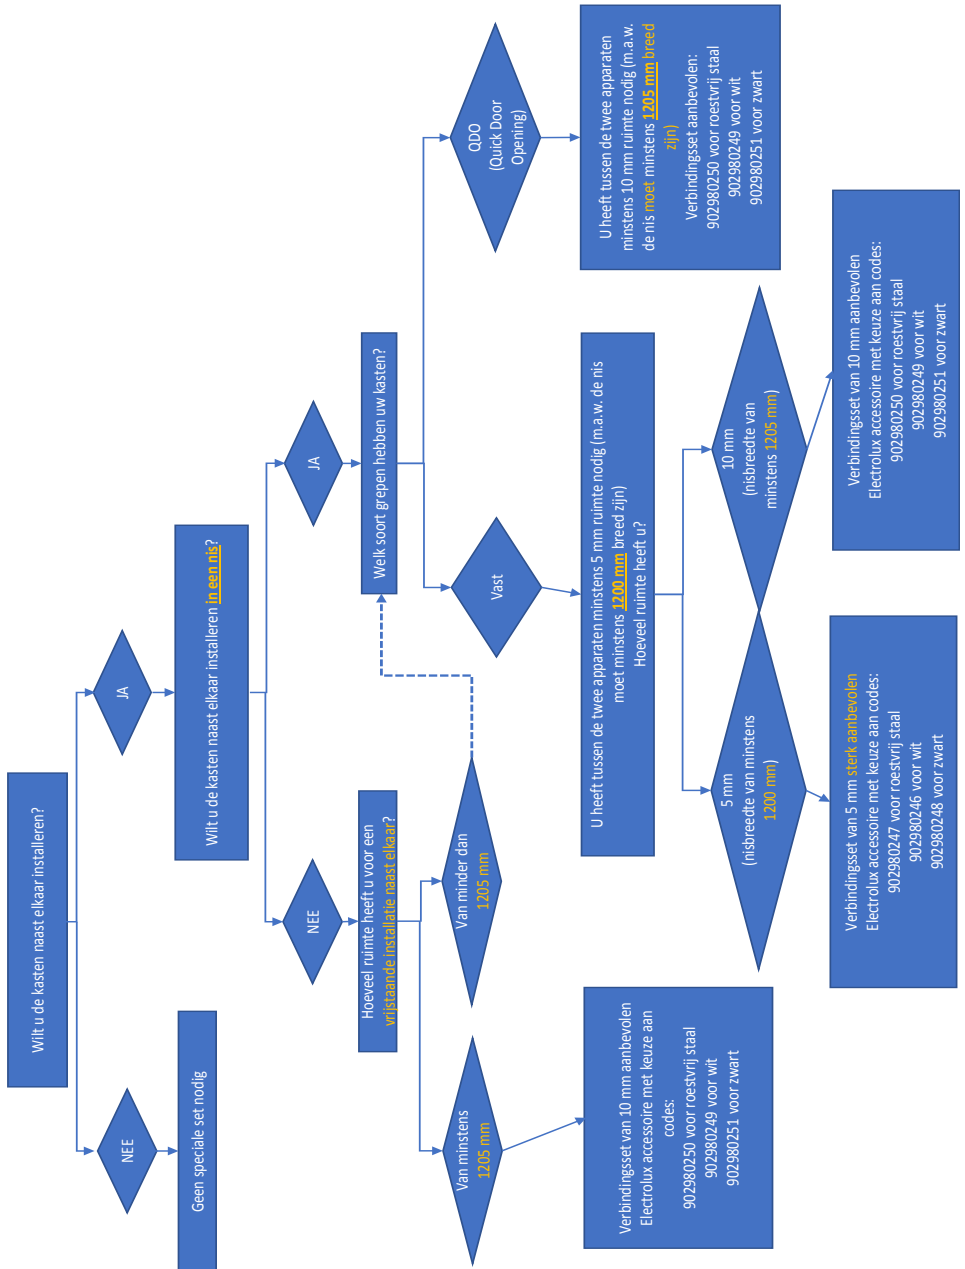 Wilt u de kasten naast elkaar installeren?
NEE
JA
Geen speciale set nodig
Wilt u de kasten naast elkaar installeren in een nis?
NEE
JA
Hoeveel ruimte heeft u voor een
vrijstaande installatie naast elkaar?
Welk soort grepen hebben uw kasten?
Van minstens
1205 mm
Van minder dan
1205 mm
Vast
QDO
(Quick Door
Opening)
Verbindingsset van 10 mm aanbevolen
Electrolux accessoire met keuze aan
codes:
902980250 voor roestvrij staal
902980249 voor wit
902980251 voor zwart
U heeft tussen de twee apparaten minstens 5 mm ruimte nodig (m.a.w. de nis
moet minstens 1200 mm breed zijn)
Hoeveel ruimte heeft u?
U heeft tussen de twee apparaten
minstens 10 mm ruimte nodig (m.a.w.
de nis moet minstens 1205 mm breed
zijn)
Verbindingsset aanbevolen:
902980250 voor roestvrij staal
902980249 voor wit
902980251 voor zwart
5 mm
(nisbreedte van minstens
1200 mm)
10 mm
(nisbreedte van
minstens 1205 mm)
Verbindingsset van 5 mm sterk aanbevolen
Electrolux accessoire met keuze aan codes:
902980247 voor roestvrij staal
902980246 voor wit
902980248 voor zwart
Verbindingsset van 10 mm aanbevolen
Electrolux accessoire met keuze aan codes:
902980250 voor roestvrij staal
902980249 voor wit
902980251 voor zwart